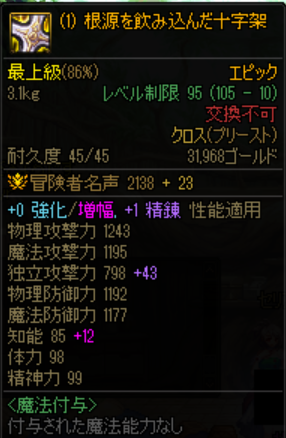 (1) 根源を飲み込んだ十字架
最上級(86%) エピック
3.1kg レベル制限 95 (105 - 10)
交換不可
クロス(プリースト)
耐久度 45/45 31,968ゴールド
冒険者名声 2138 + 23
+0 強化/増幅, +1 精錬 性能適用
物理攻撃力 1243
魔法攻撃力 1195
独立攻撃力 798 +43
物理防御力 1192
魔法防御力 1177
知能 85 +12
体力 98
精神力 99
<魔法付与>
付与された魔法能力なし